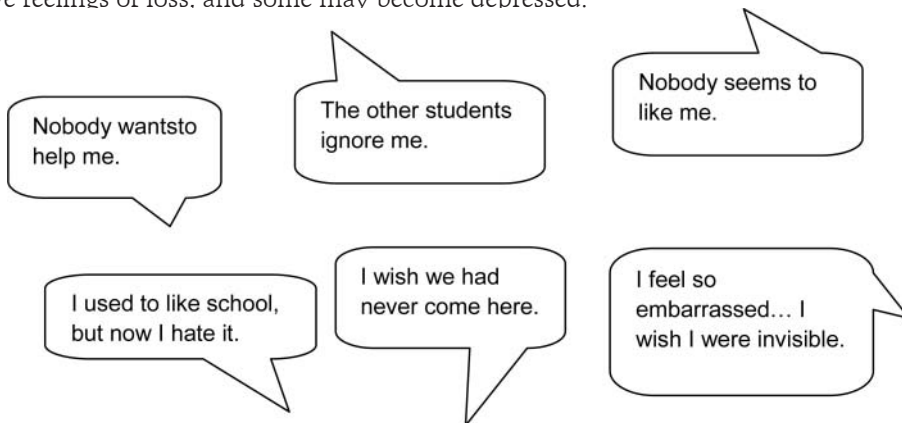 feelings of loss, and some may become depressed.
Nobody wantsto
help me.
The other students
ignore me.
Nobody seems to
like me.
I used to like school,
but now I hate it.
I wish we had
never come here.
I feel so
embarrassed... I
wish I were invisible.